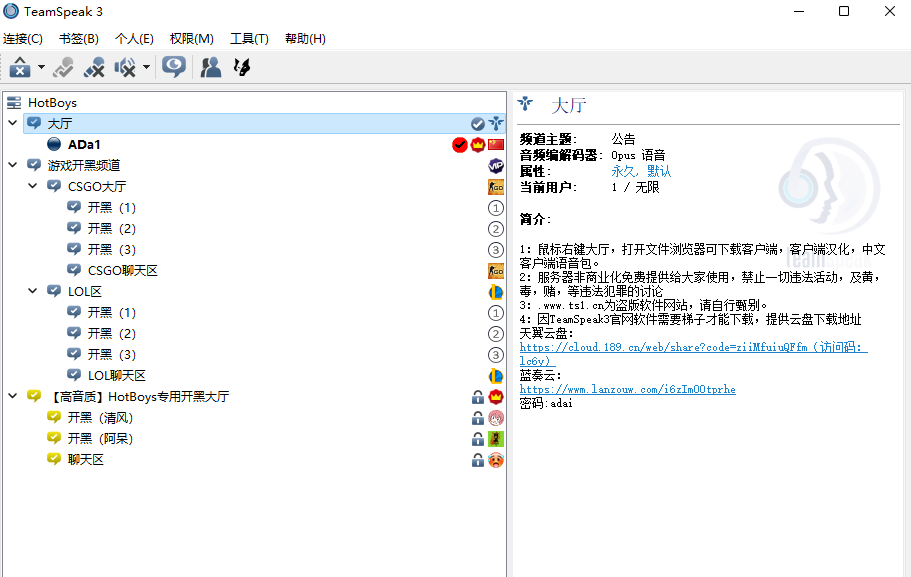 TeamSpeak 3
连接(C) 书签(B) 个人(E) 权限(M) 工具(T) 帮助(H)
HotBoys
大厅
ADa1
游戏开黑频道
VIP
CSGO大厅
GO
开黑（1）
1
开黑（2）
2
开黑（3）
3
CSGO聊天区
GO
LOL区
开黑（1）
1
开黑（2）
2
开黑（3）
3
LOL聊天区
【高音质】HotBoys专用开黑大厅
开黑（清风）
开黑（阿呆）
聊天区
大厅
频道主题: 公告
音频编解码器: Opus 语音
属性: 永久, 默认
当前用户: 1 / 无限
简介:
1: 鼠标右键大厅，打开文件浏览器可下载客户端，客户端汉化，中文
客户端语音包。
2: 服务器非商业化免费提供给大家使用，禁止一切违法活动，及黄，
毒，赌，等违法犯罪的讨论
3: .www.ts1.cn为盗版软件网站，请自行甄别。
4: 因TeamSpeak3官网软件需要梯子才能下载，提供云盘下载地址
天翼云盘:
https://cloud.189.cn/web/share?code=ziiMfuiuQFfm（访问码:
lc6v）
蓝奏云:
https://wwm.lanzouw.com/i6zIm00tprhe
密码:adai